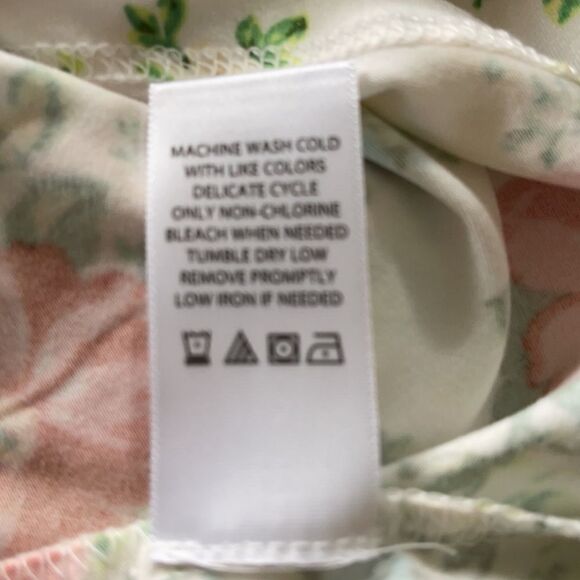 MACHINE WASH COLD
WITH LIKE COLORS
DELICATE CYCLE
ONLY NON-CHLORINE
BLEACH WHEN NEEDED
TUMBLE DRY LOW
REMOVE PROMPTLY
LOW IRON IF NEEDED